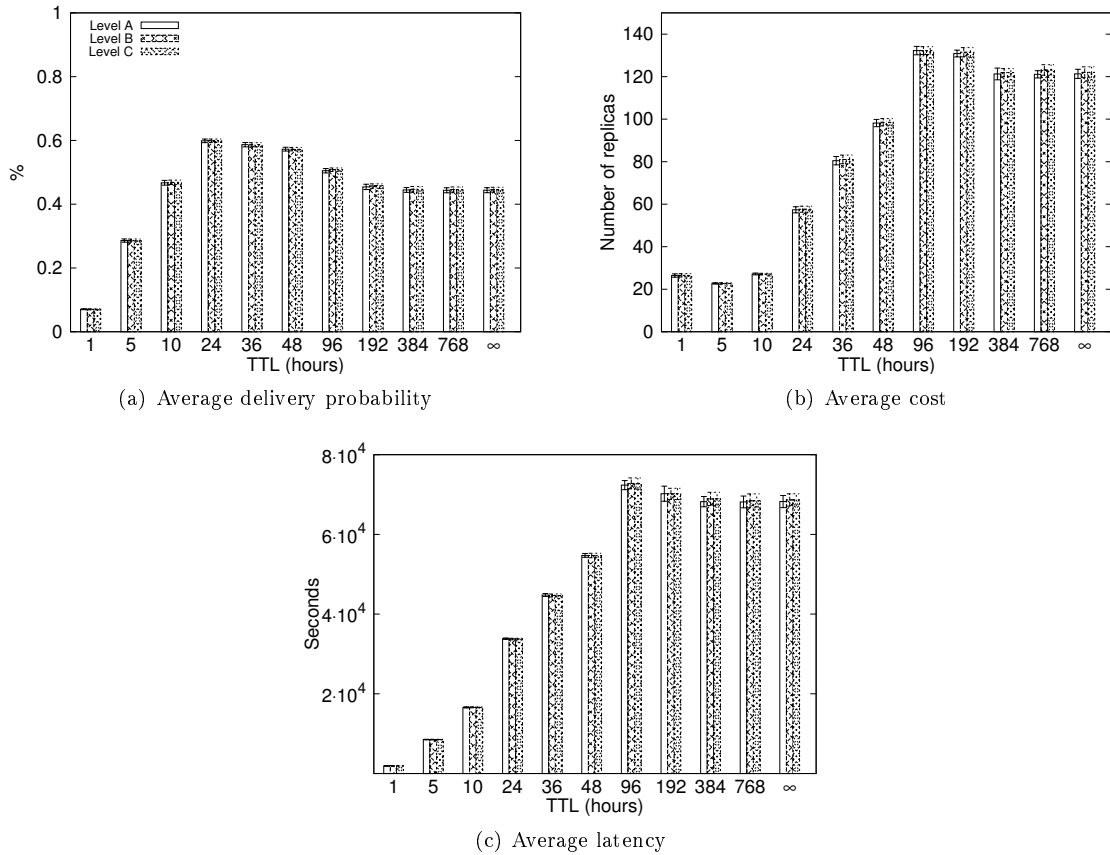 1
0.8
0.6
0.4
0.2
0
%
Level A
Level B
Level C
1 5 10 24 36 48 96 192 384 768 ∞
TTL (hours)
(a) Average delivery probability
140
120
100
80
60
40
20
0
Number of replicas
1 5 10 24 36 48 96 192 384 768 ∞
TTL (hours)
(b) Average cost
8·10^4
6·10^4
4·10^4
2·10^4
Seconds
1 5 10 24 36 48 96 192 384 768 ∞
TTL (hours)
(c) Average latency